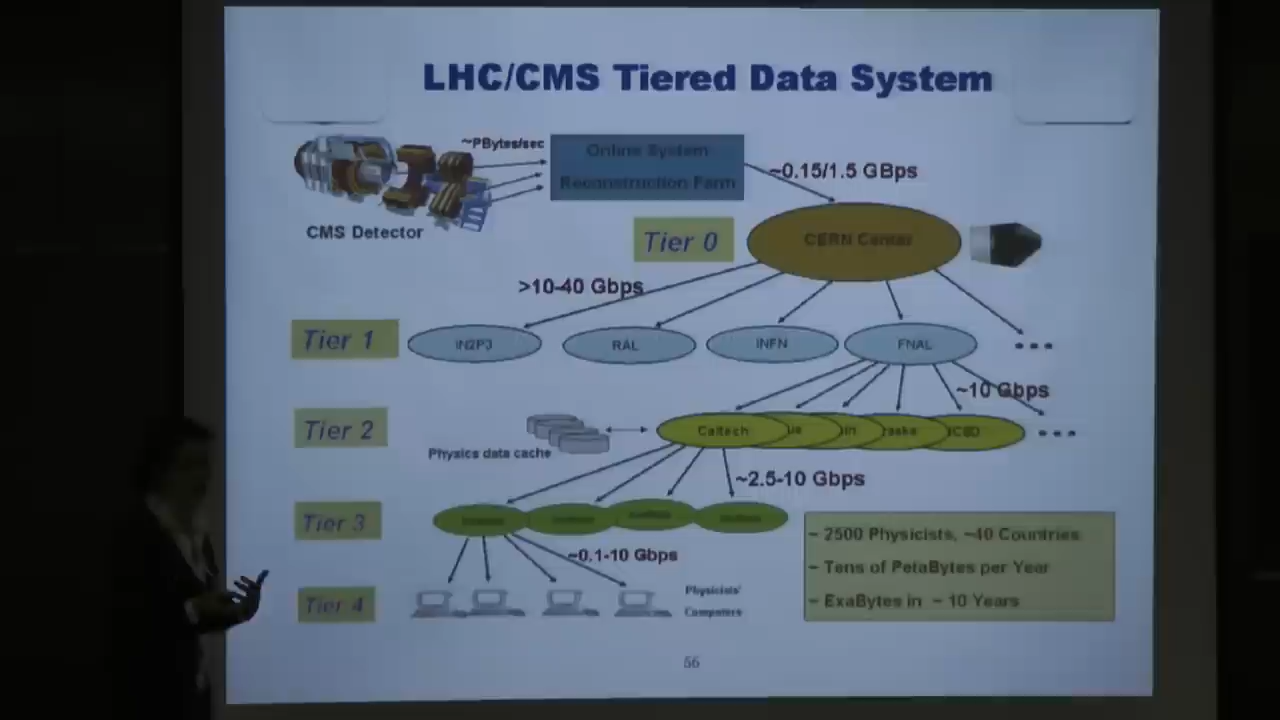 LHC/CMS Tiered Data System
~PBytes/sec
Online System
Reconstruction Farm
~0.15/1.5 GBps
CMS Detector
Tier 0
CERN Center
>10-40 Gbps
Tier 1
IN2P3
RAL
INFN
FNAL
~10 Gbps
Tier 2
Caltech
Physics data cache
~2.5-10 Gbps
Tier 3
~ 2500 Physicists, ~40 Countries
~0.1-10 Gbps
~ Tens of PetaBytes per Year
Tier 4
Physicists'
Computers
~ ExaBytes in ~ 10 Years
56